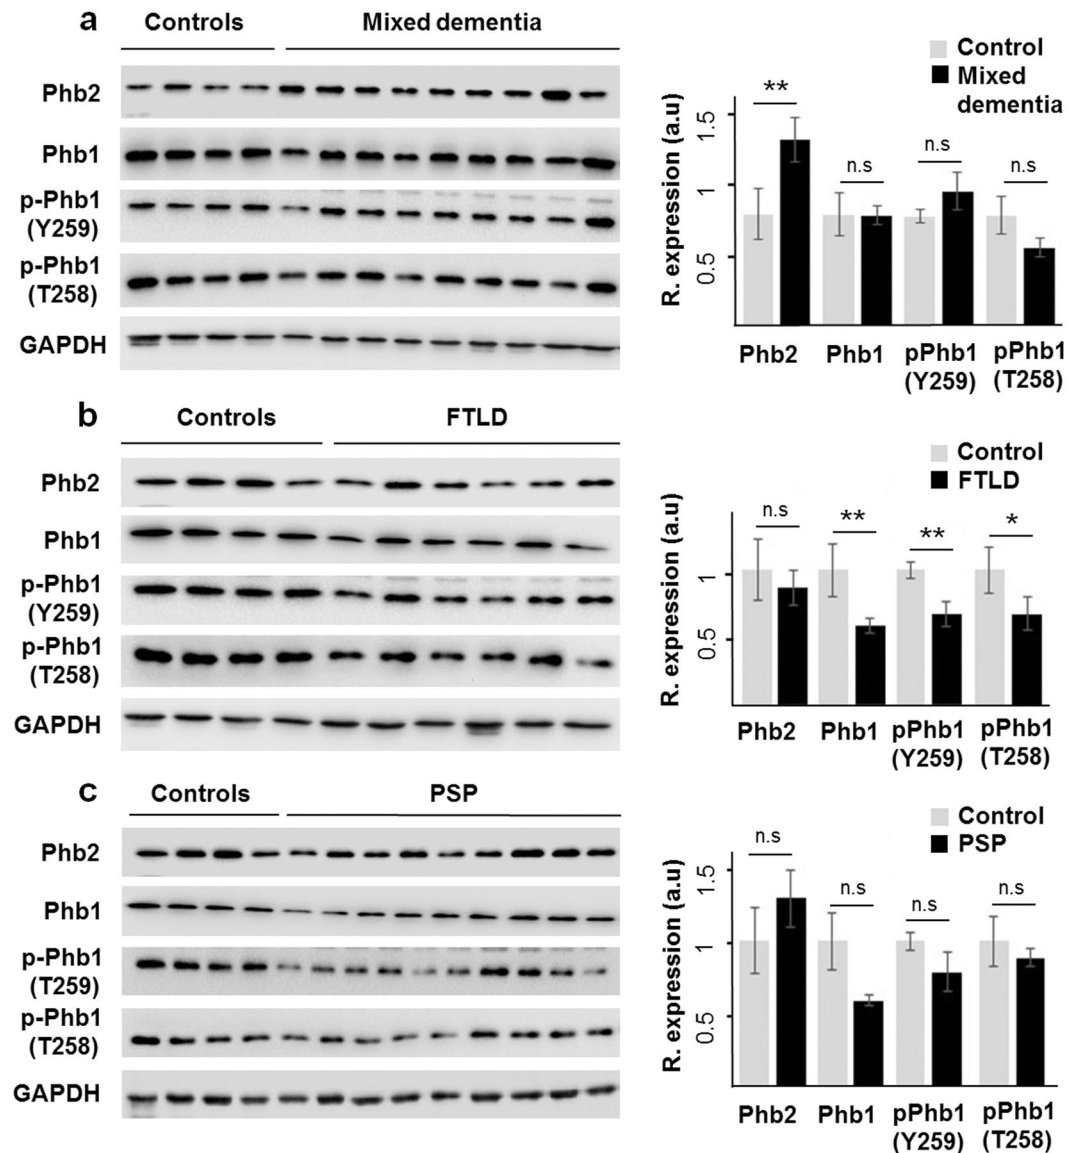 a
Controls Mixed dementia
Phb2
Phb1
p-Phb1
(Y259)
p-Phb1
(T258)
GAPDH
Control
Mixed
dementia
R. expression (a.u)
1.5
1
0.5
**
n.s
n.s
n.s
Phb2 Phb1 pPhb1 pPhb1
(Y259) (T258)
b
Controls FTLD
Phb2
Phb1
p-Phb1
(Y259)
p-Phb1
(T258)
GAPDH
Control
FTLD
R. expression (a.u)
1
0.5
n.s
**
**
*
Phb2 Phb1 pPhb1 pPhb1
(Y259) (T258)
c
Controls PSP
Phb2
Phb1
p-Phb1
(T259)
p-Phb1
(T258)
GAPDH
Control
PSP
R. expression (a.u)
1.5
1
0.5
n.s
n.s
n.s
n.s
Phb2 Phb1 pPhb1 pPhb1
(Y259) (T258)